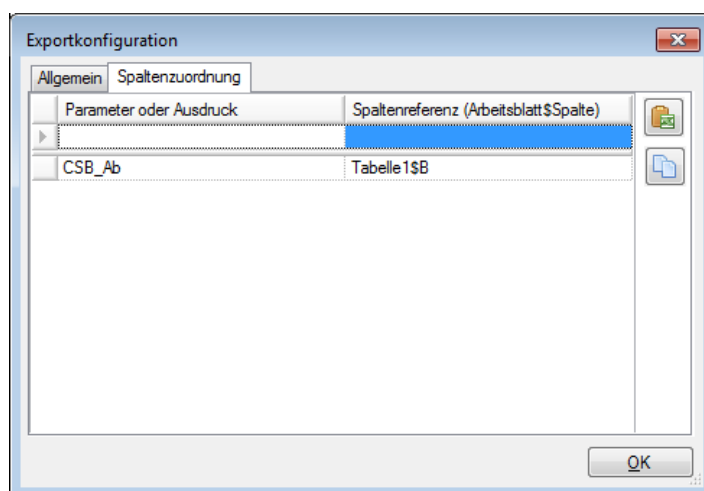 Exportkonfiguration
Allgemein Spaltenzuordnung
Parameter oder Ausdruck Spaltenreferenz (Arbeitsblatt$Spalte)
CSB_Ab Tabelle1$B
OK